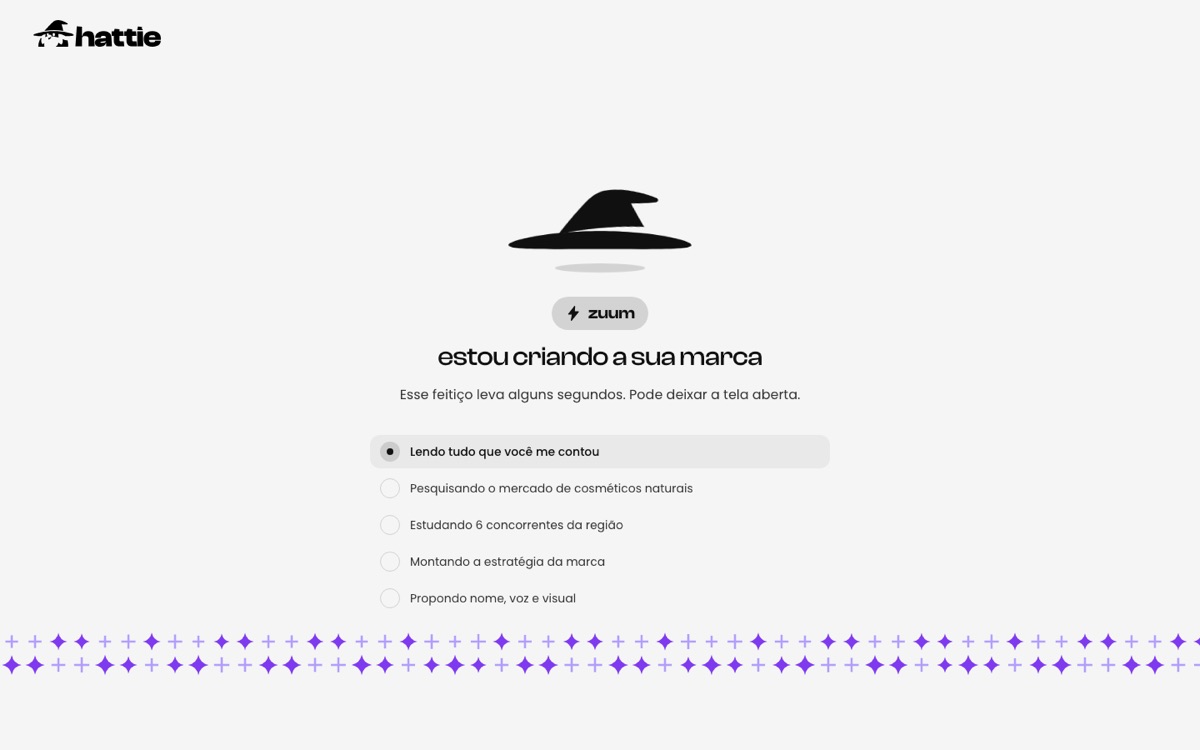 hattie
zuum
estou criando a sua marca
Esse feitiço leva alguns segundos. Pode deixar a tela aberta.
Lendo tudo que você me contou
Pesquisando o mercado de cosméticos naturais
Estudando 6 concorrentes da região
Montando a estratégia da marca
Propondo nome, voz e visual